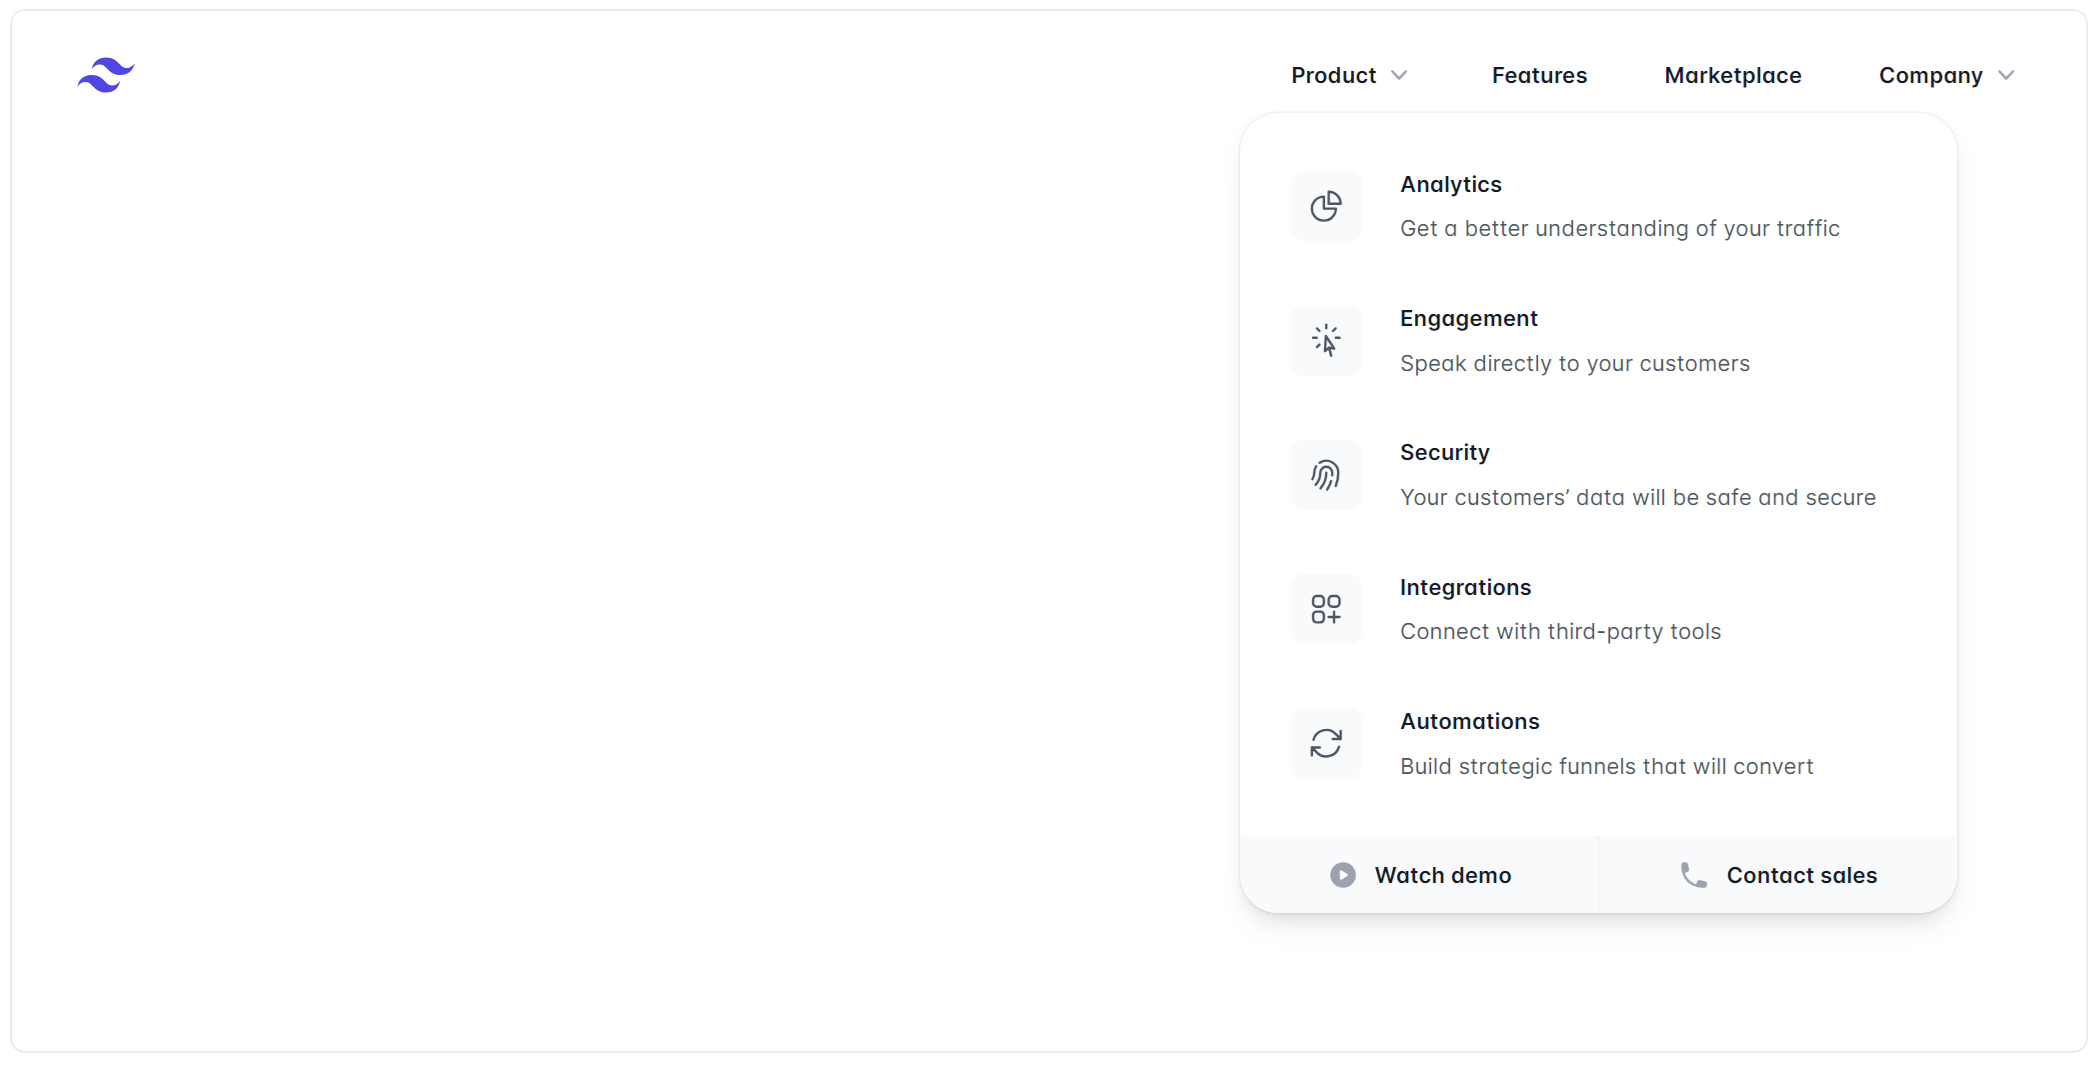 Product
Features
Marketplace
Company
Analytics
Get a better understanding of your traffic
Engagement
Speak directly to your customers
Security
Your customers’ data will be safe and secure
Integrations
Connect with third-party tools
Automations
Build strategic funnels that will convert
Watch demo
Contact sales